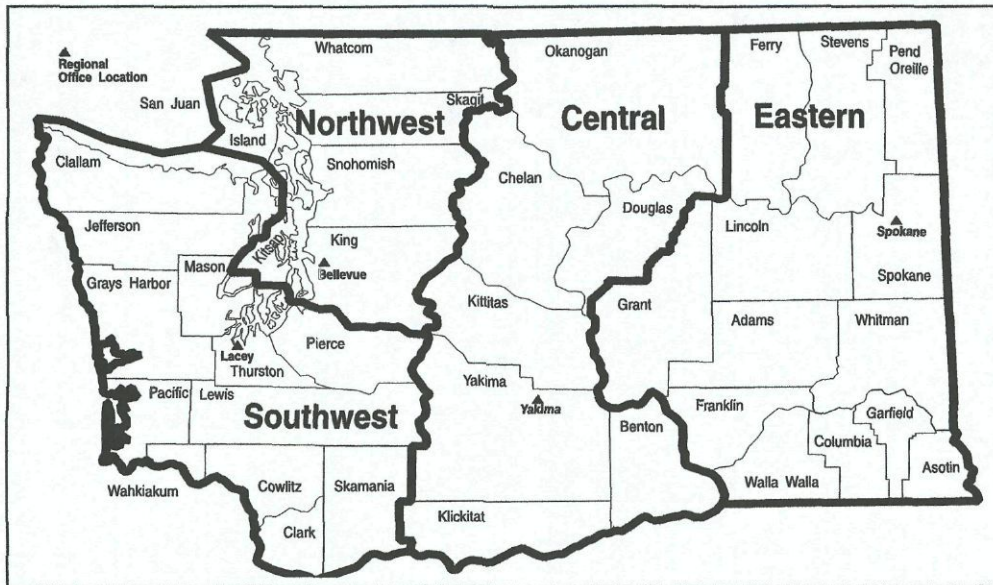 ▲
Regional
Office Location
Whatcom
Okanogan
Ferry
Stevens
Pend
Oreille
San Juan
Skagit
Island
Northwest
Central
Eastern
Clallam
Snohomish
Chelan
Douglas
Jefferson
Lincoln
▲
Spokane
King
Kitsap
▲
Bellevue
Mason
Spokane
Grays Harbor
Kittitas
Grant
Adams
Whitman
Pierce
▲
Lacey
Thurston
Yakima
▲
Yakima
Pacific
Lewis
Southwest
Franklin
Garfield
Benton
Columbia
Asotin
Walla Walla
Wahkiakum
Cowlitz
Skamania
Klickitat
Clark